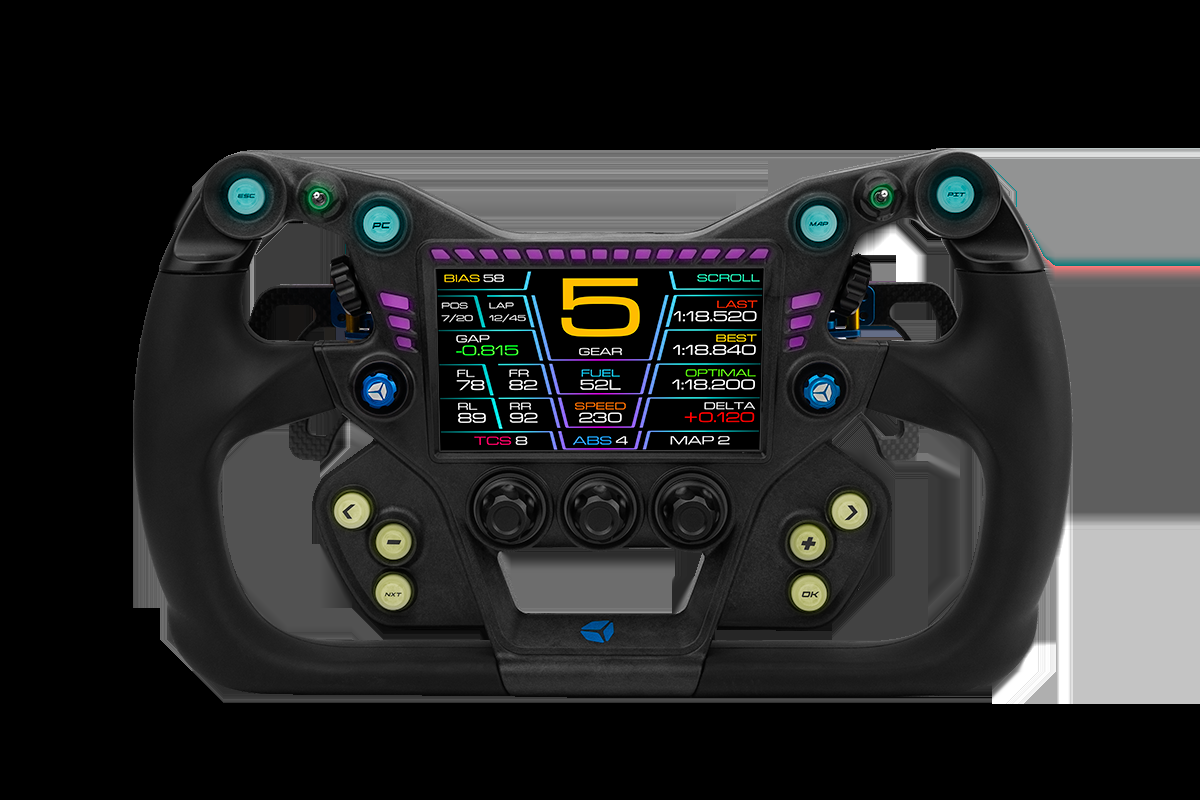 ESC
PIT
PC
MAP
BIAS 58
SCROLL
POS
LAP
7/20
12/45
5
GEAR
LAST
1:18.520
GAP
-0.815
BEST
1:18.840
FL
FR
78
82
FUEL
52L
OPTIMAL
1:18.200
RL
RR
89
92
SPEED
230
DELTA
+0.120
TCS 8
ABS 4
MAP 2
<
>
-
+
NXT
OK